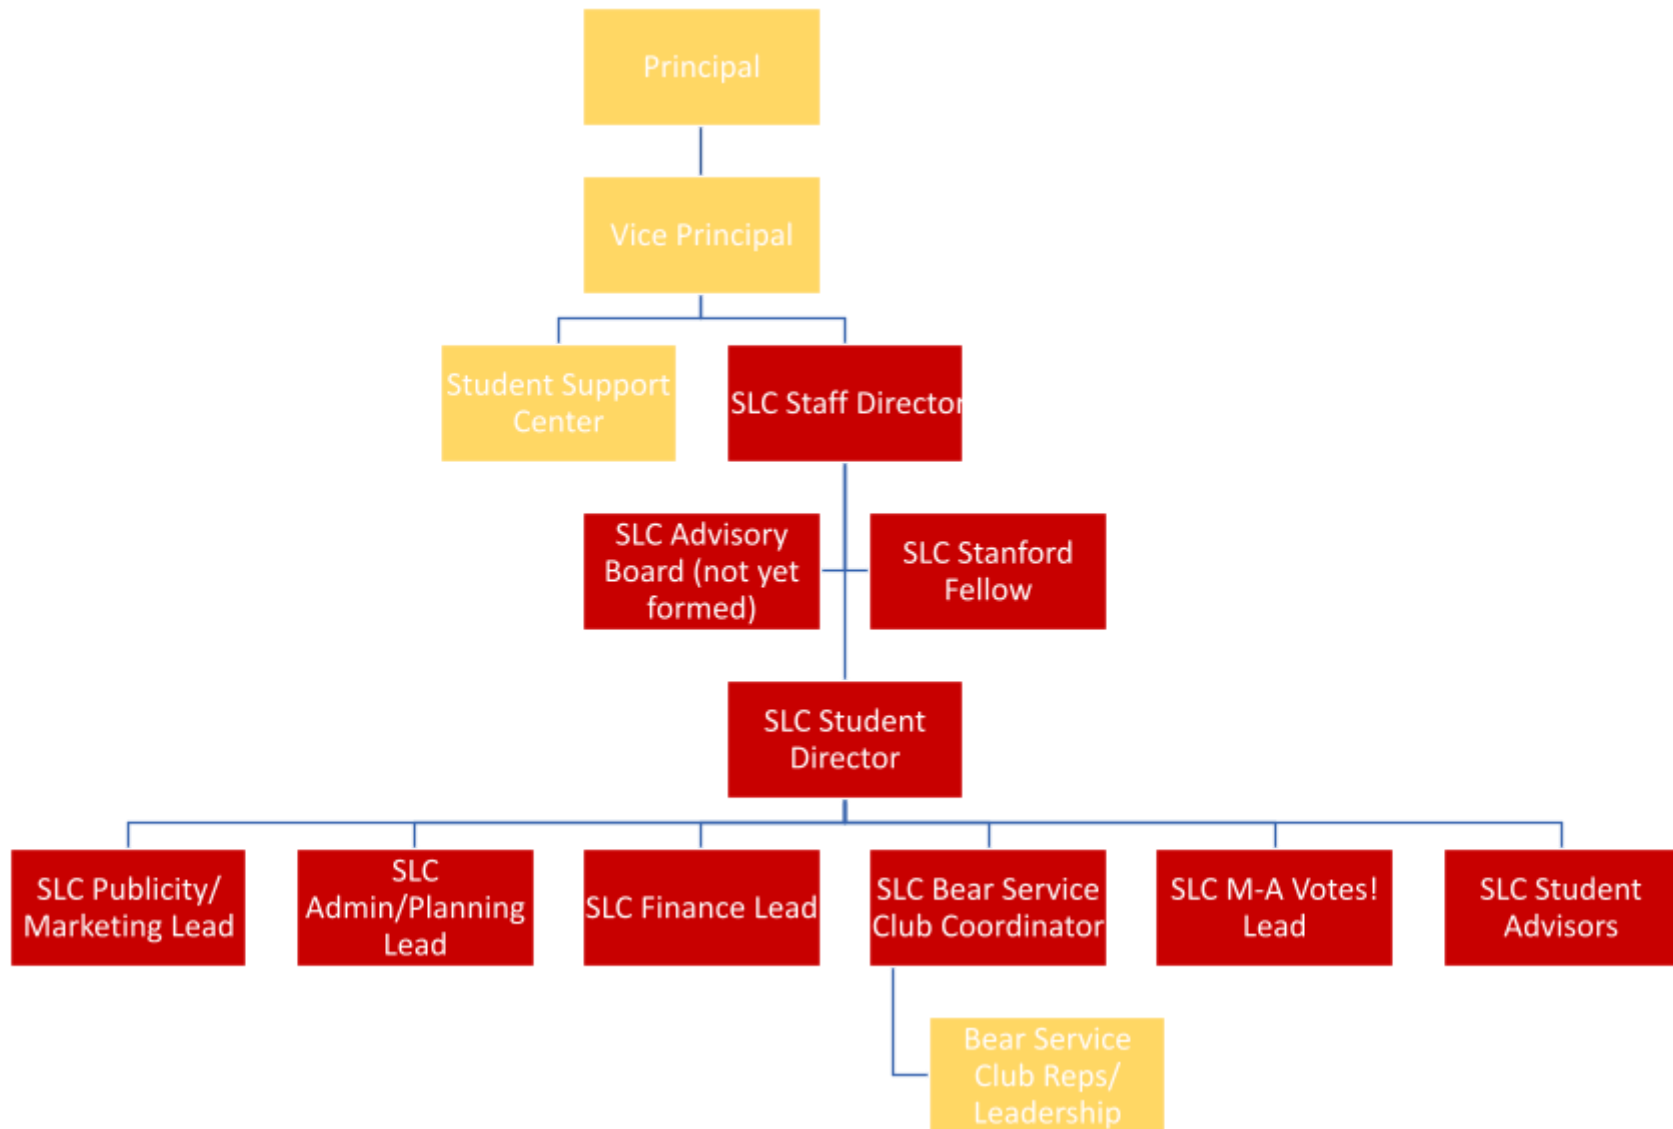 Principal
Vice Principal
Student Support
Center
SLC Staff Director
SLC Advisory
Board (not yet
formed)
SLC Stanford
Fellow
SLC Student
Director
SLC Publicity/
Marketing Lead
SLC
Admin/Planning
Lead
SLC Finance Lead
SLC Bear Service
Club Coordinator
SLC M-A Votes!
Lead
SLC Student
Advisors
Bear Service
Club Reps/
Leadership